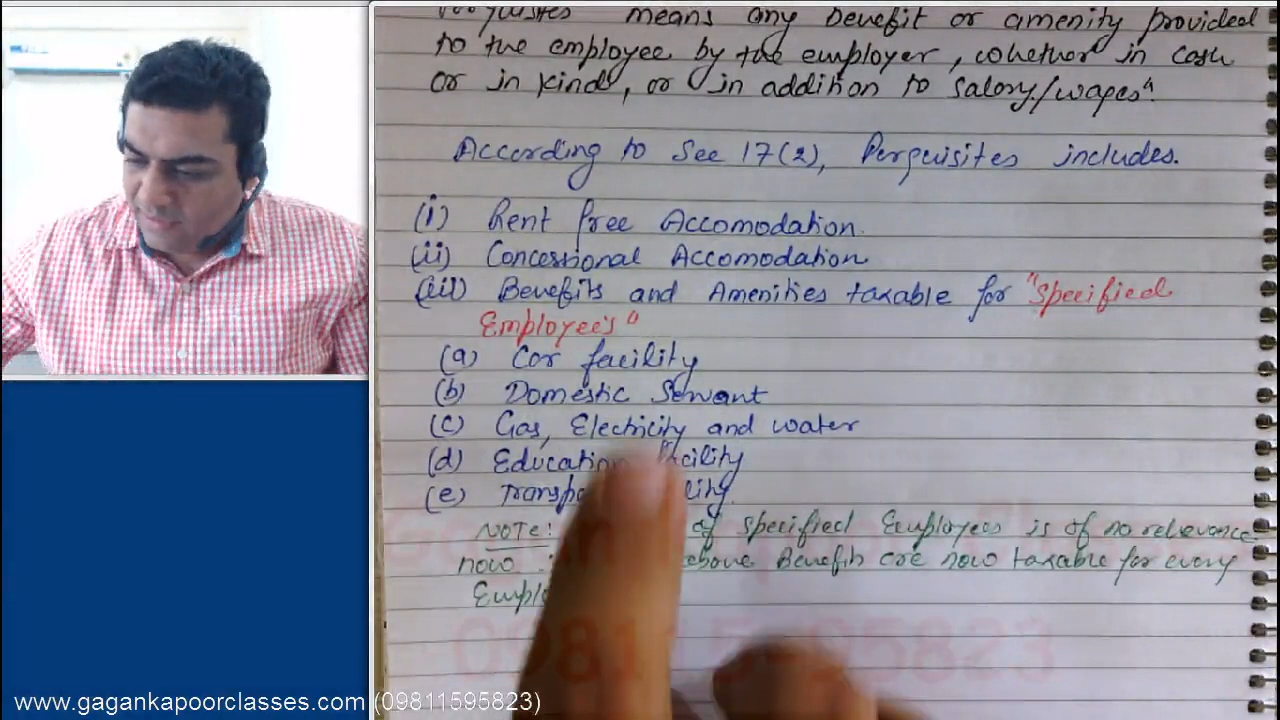 means any benefit or amenity provided
to the employee by the employer, whether in cash
or in kind, or in addition to salary/wages"
According to Sec 17(2), Perquisites includes.
(i) Rent free Accomodation.
(ii) Concessional Accomodation
(iii) Benefits and Amenities taxable for "Specified
Employee's"
(a) Car facility
(b) Domestic Servant
(c) Gas, Electricity and water
(d) Education
(e)
NOTE: of specified Employees is of no relevance
now above Benefits are now taxable for every
www.gagankapoorclasses.com (09811595823)